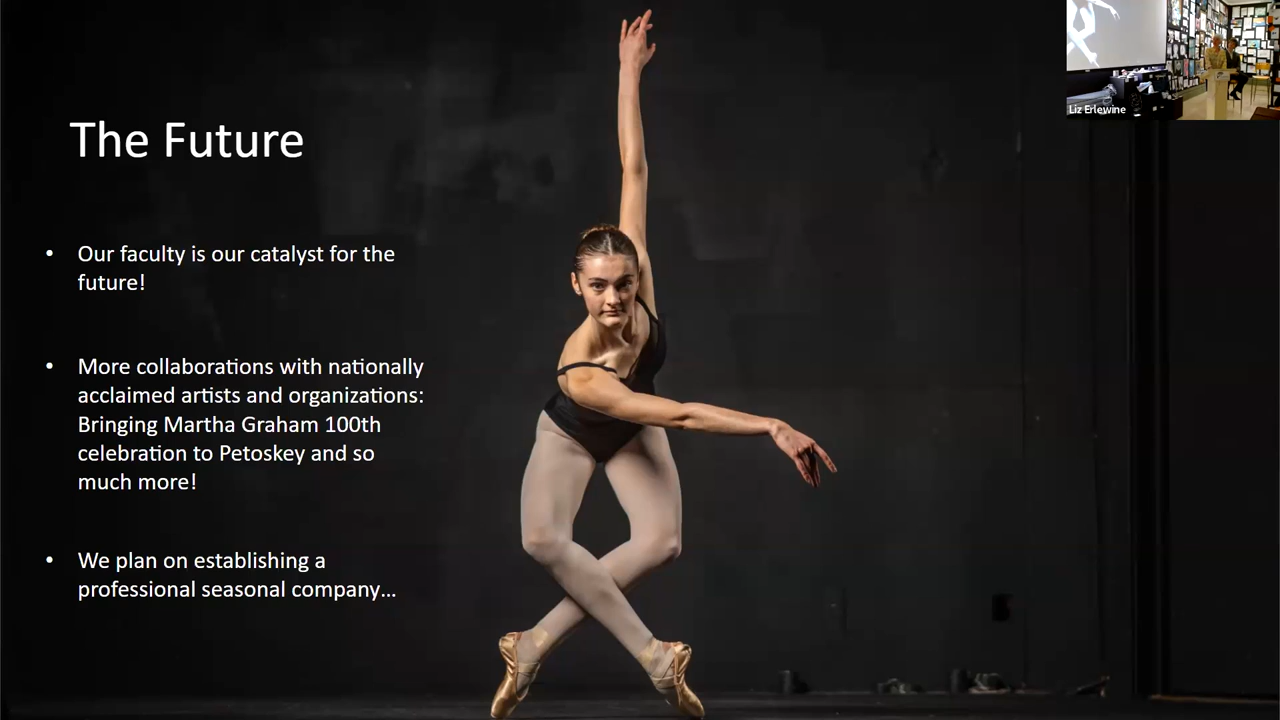 The Future
• Our faculty is our catalyst for the
future!
• More collaborations with nationally
acclaimed artists and organizations:
Bringing Martha Graham 100th
celebration to Petoskey and so
much more!
• We plan on establishing a
professional seasonal company...
Liz Erlewine